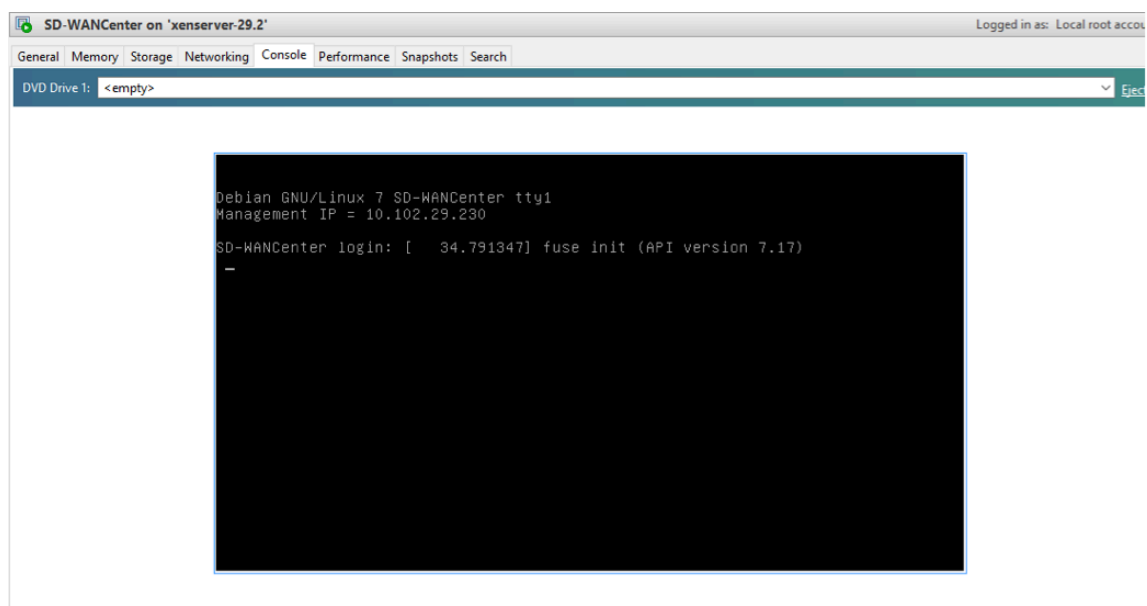 SD-WANCenter on 'xenserver-29.2' Logged in as: Local root accou
General Memory Storage Networking Console Performance Snapshots Search
DVD Drive 1: <empty> Eject
Debian GNU/Linux 7 SD-WANCenter tty1
Management IP = 10.102.29.230
SD-WANCenter login: [   34.791347] fuse init (API version 7.17)